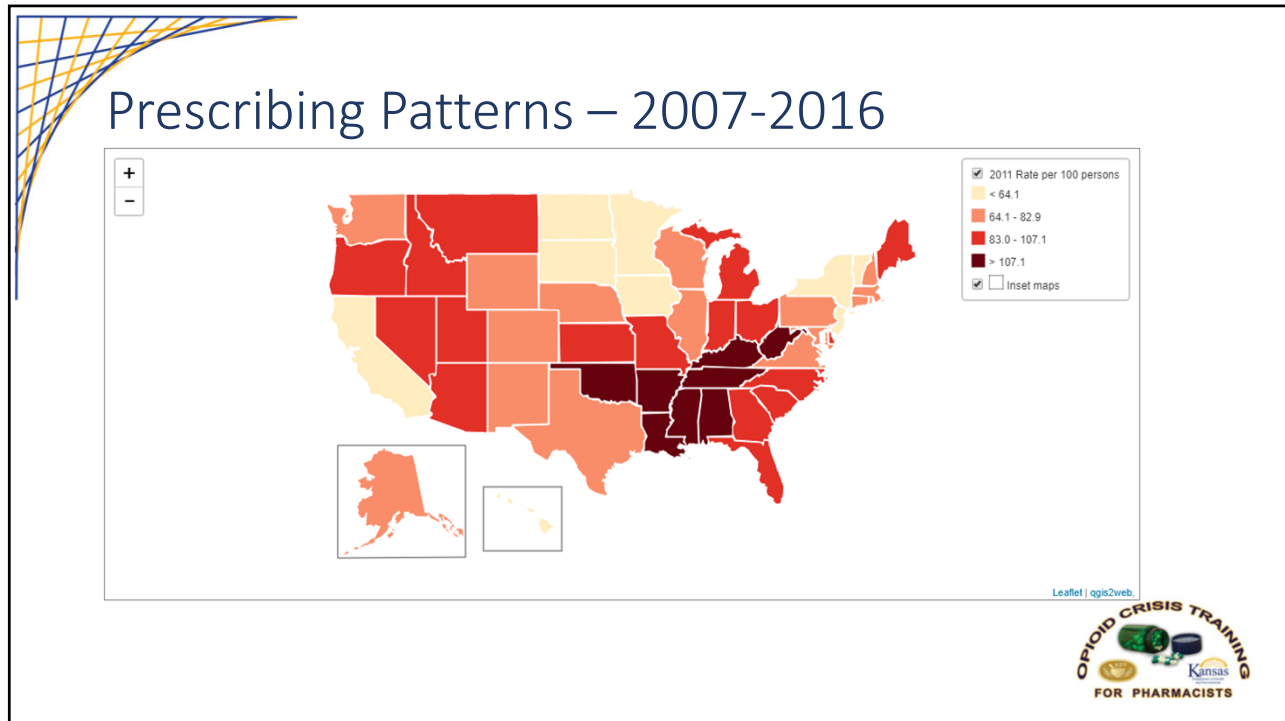 Prescribing Patterns – 2007-2016
+
−
2011 Rate per 100 persons
< 64.1
64.1 - 82.9
83.0 - 107.1
> 107.1
Inset maps
Leaflet | qgis2web,
OPIOID CRISIS TRAINING
Kansas
FOR PHARMACISTS